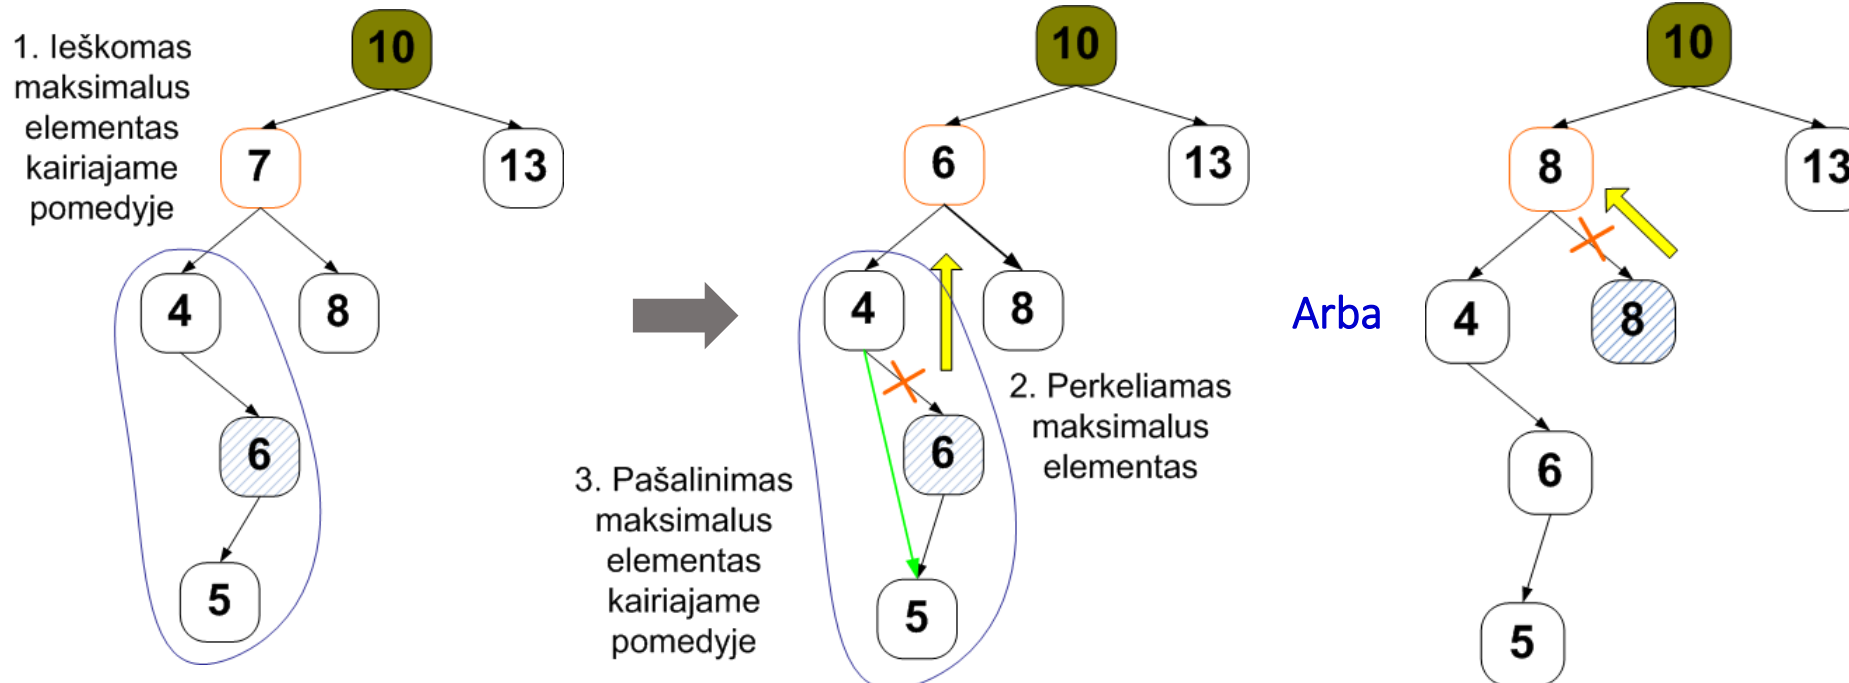 1. Ieškomas
maksimalus
elementas
kairiajame
pomedyje
10
7
13
4
8
6
5
10
6
13
4
8
6
5
2. Perkeliamas
maksimalus
elementas
3. Pašalinimas
maksimalus
elementas
kairiajame
pomedyje
Arba
10
8
13
4
8
6
5